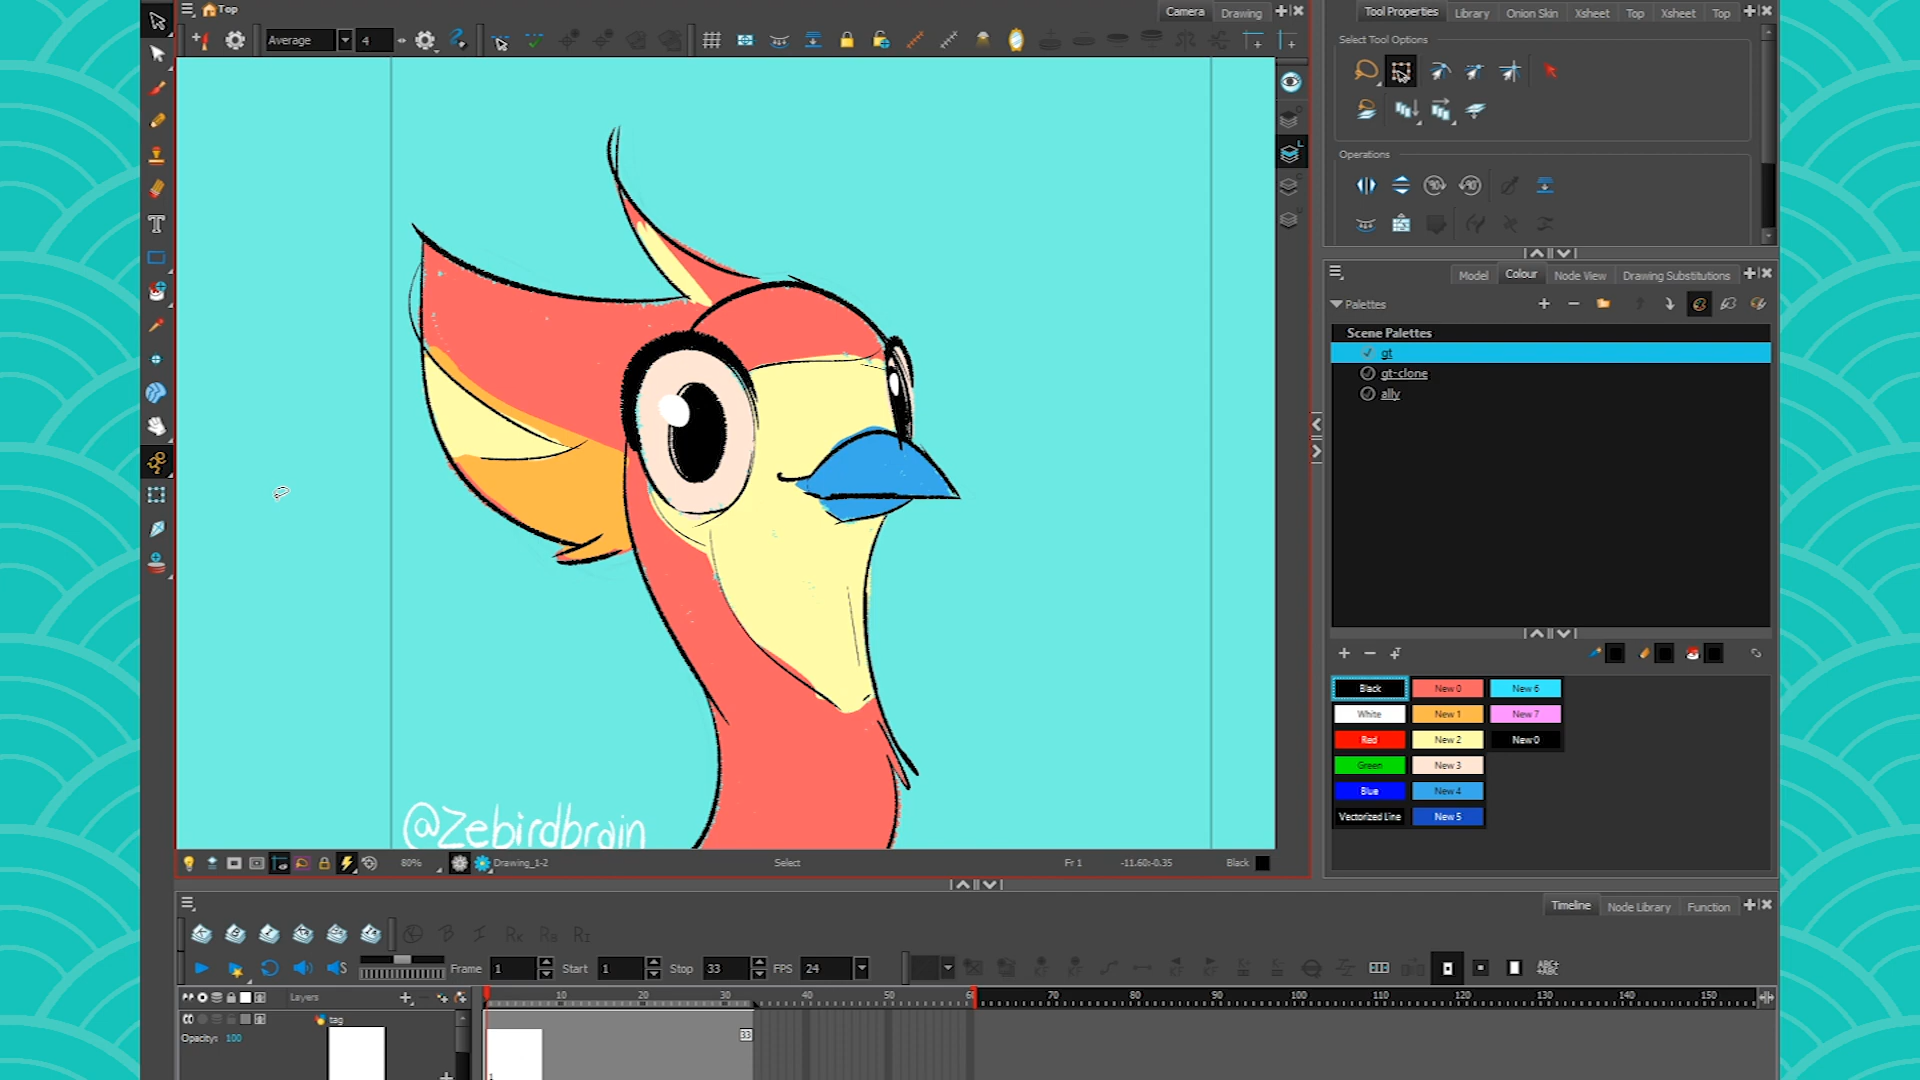 Top
Camera
Drawing
Average
4
Tool Properties
Library
Onion Skin
Xsheet
Top
Xsheet
Top
Select Tool Options
Operations
Model
Colour
Node View
Drawing Substitutions
Palettes
Scene Palettes
gt
gt-clone
ally
Black
New 0
New 6
White
New 1
New 7
Red
New 2
New 0
Green
New 3
Blue
New 4
Vectorized Line
New 5
@Zebirdbrain
80%
Drawing_1-2
Select
Fr 1
-11.60:-0.35
Black
Timeline
Node Library
Function
Frame
1
Start
1
Stop
33
FPS
24
Layers
10
20
30
40
50
70
80
90
100
110
120
130
140
150
tag
Opacity: 100
33
1